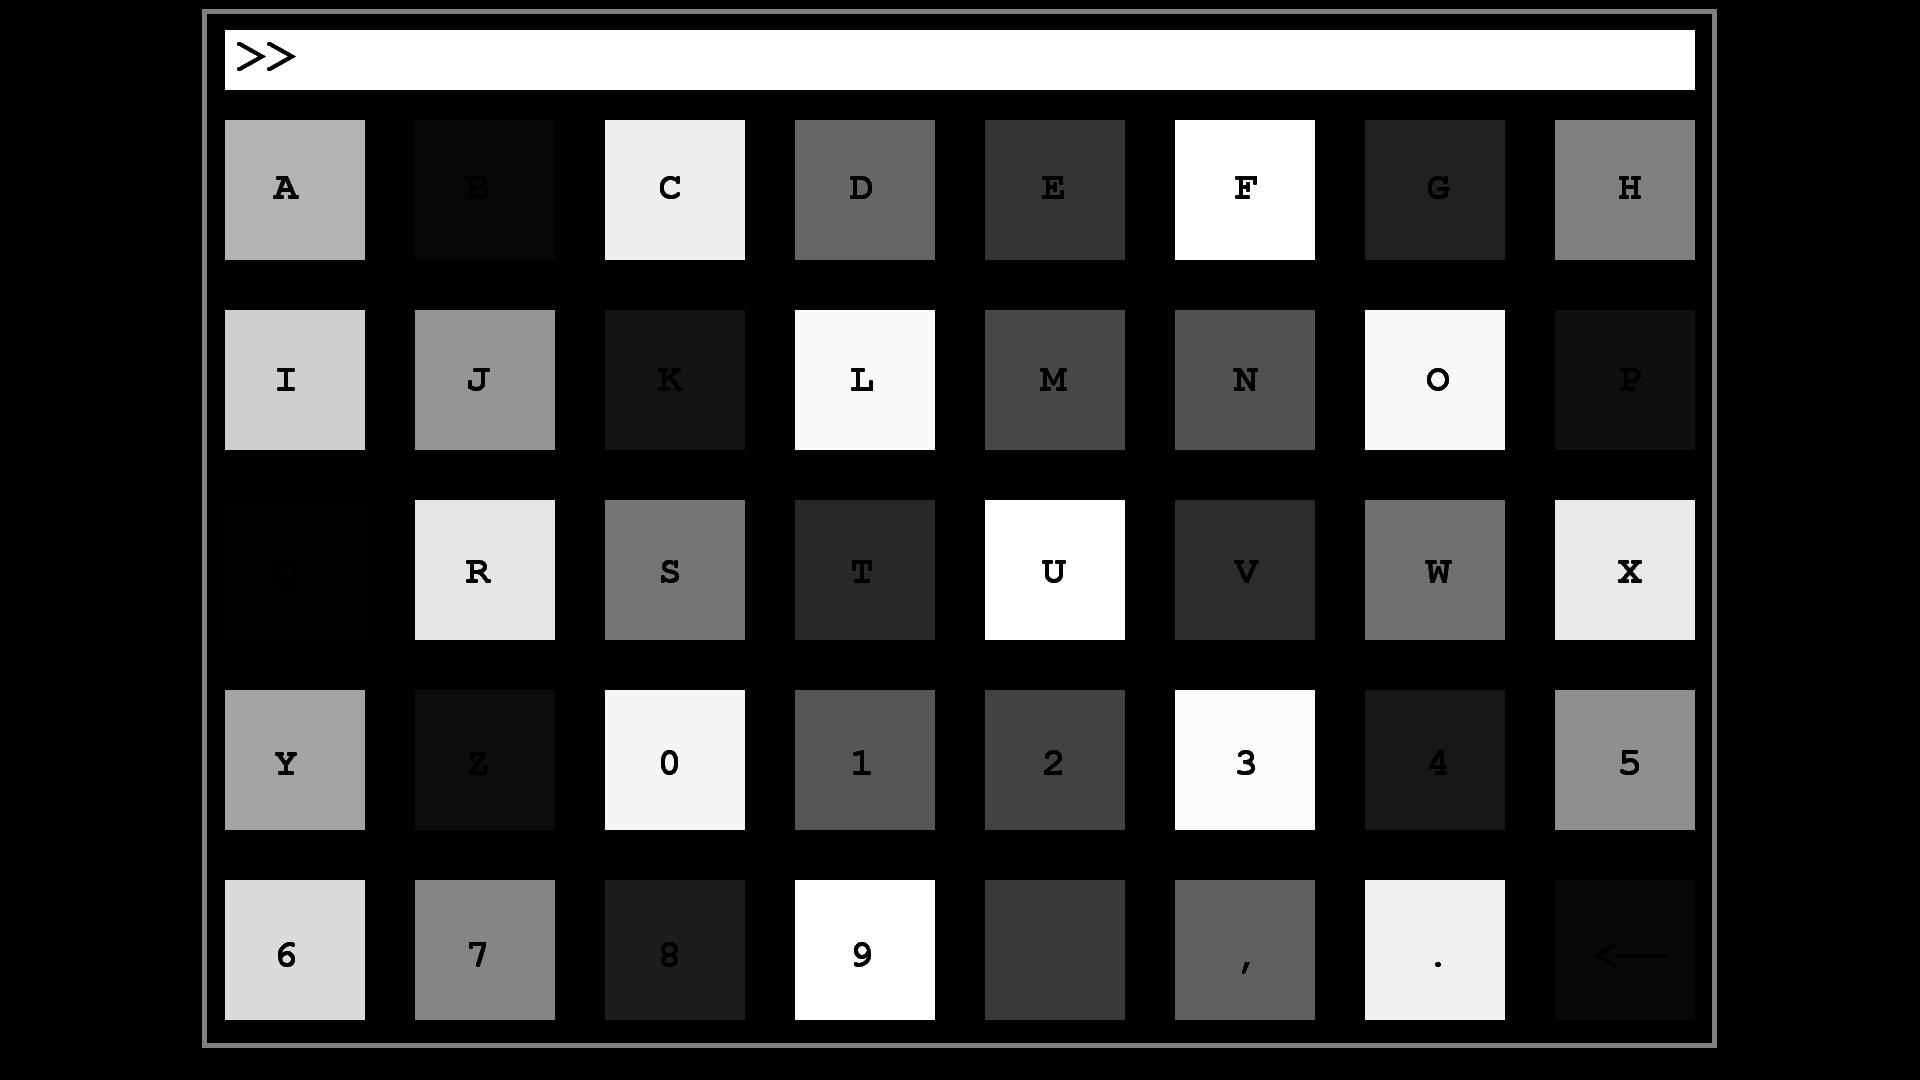 >>
A B C D E F G H
I J K L M N O P
Q R S T U V W X
Y Z 0 1 2 3 4 5
6 7 8 9 , . <—